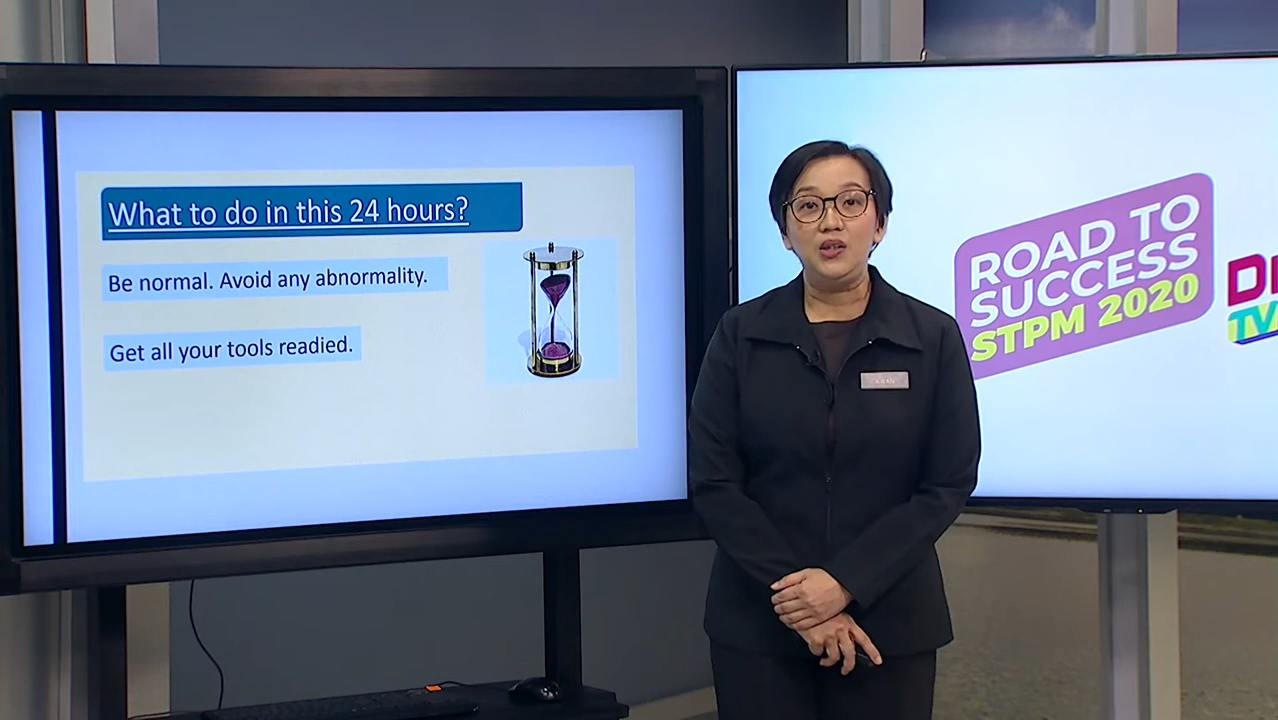 What to do in this 24 hours?
Be normal. Avoid any abnormality.
Get all your tools readied.
ROAD TO
SUCCESS
STPM 2020
TV